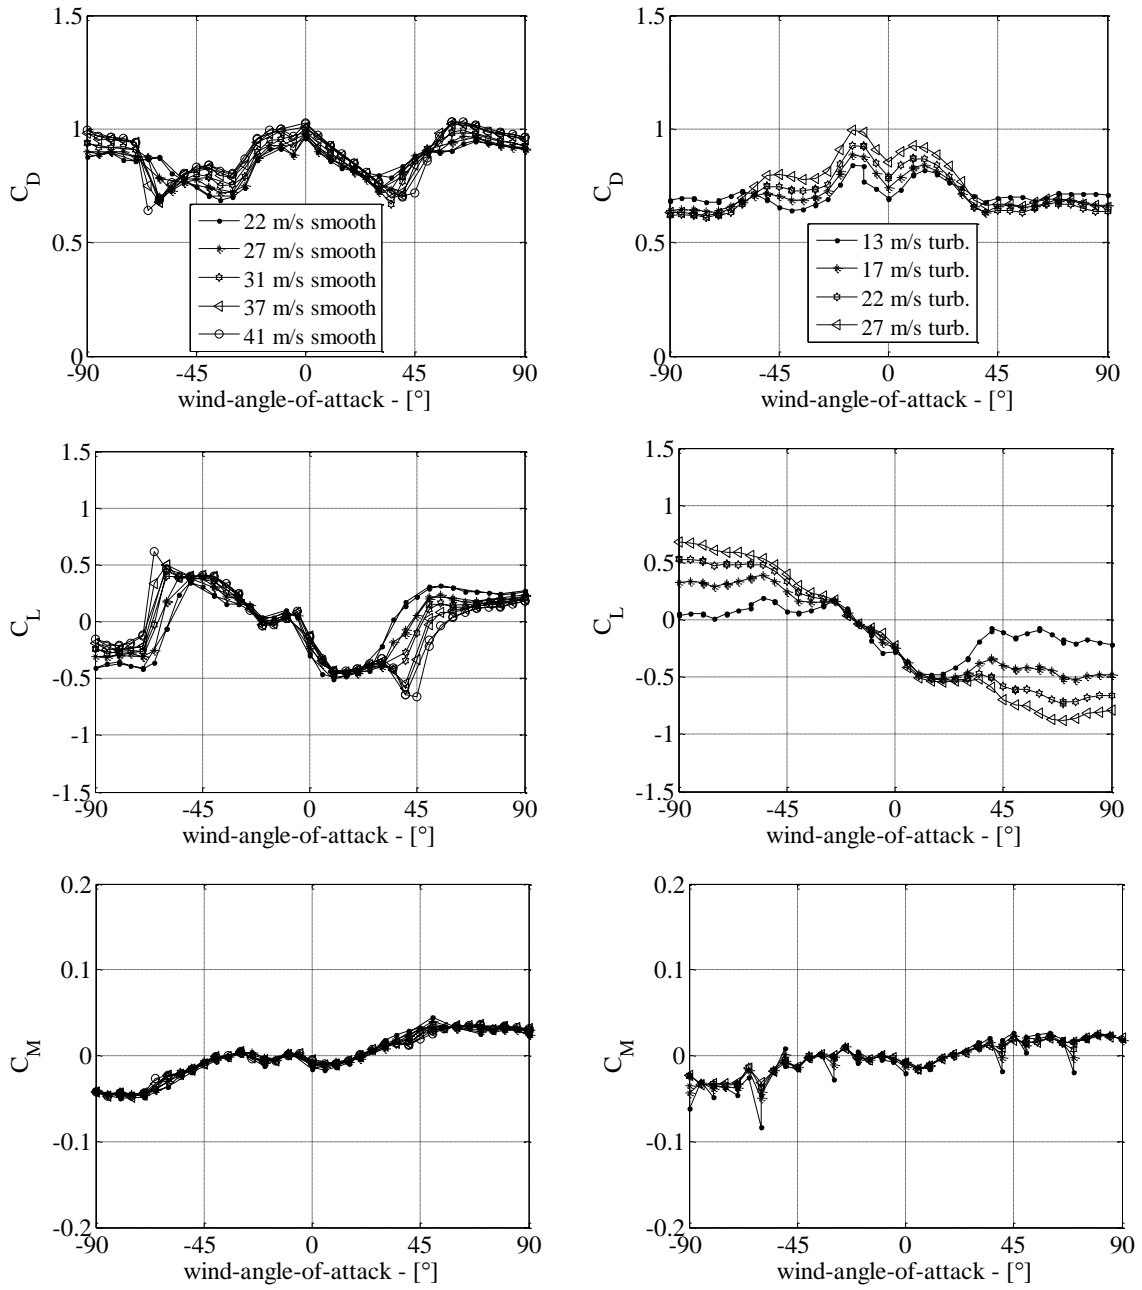 1.5
1
0.5
0
C_D
-90 -45 0 45 90
wind-angle-of-attack - [°]
22 m/s smooth
27 m/s smooth
31 m/s smooth
37 m/s smooth
41 m/s smooth
1.5
1
0.5
0
C_D
-90 -45 0 45 90
wind-angle-of-attack - [°]
13 m/s turb.
17 m/s turb.
22 m/s turb.
27 m/s turb.
1.5
1
0.5
0
-0.5
-1
-1.5
C_L
-90 -45 0 45 90
wind-angle-of-attack - [°]
1.5
1
0.5
0
-0.5
-1
-1.5
C_L
-90 -45 0 45 90
wind-angle-of-attack - [°]
0.2
0.1
0
-0.1
-0.2
C_M
-90 -45 0 45 90
wind-angle-of-attack - [°]
0.2
0.1
0
-0.1
-0.2
C_M
-90 -45 0 45 90
wind-angle-of-attack - [°]